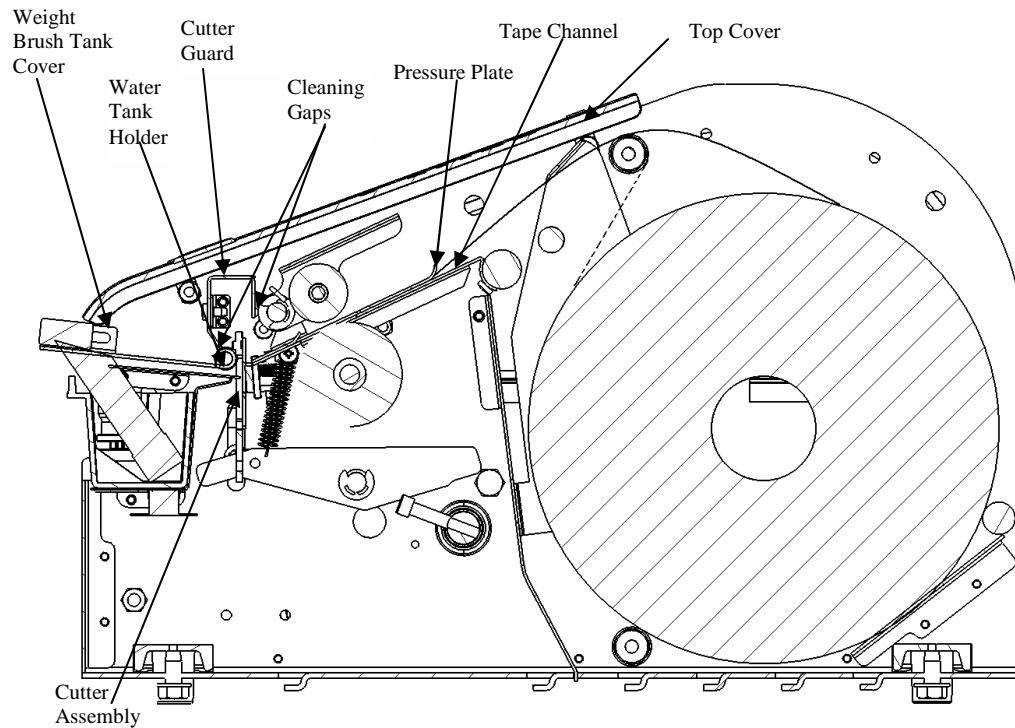 Weight
Brush Tank
Cover
Cutter
Guard
Water
Tank
Holder
Cleaning
Gaps
Tape Channel
Pressure Plate
Top Cover
Cutter
Assembly